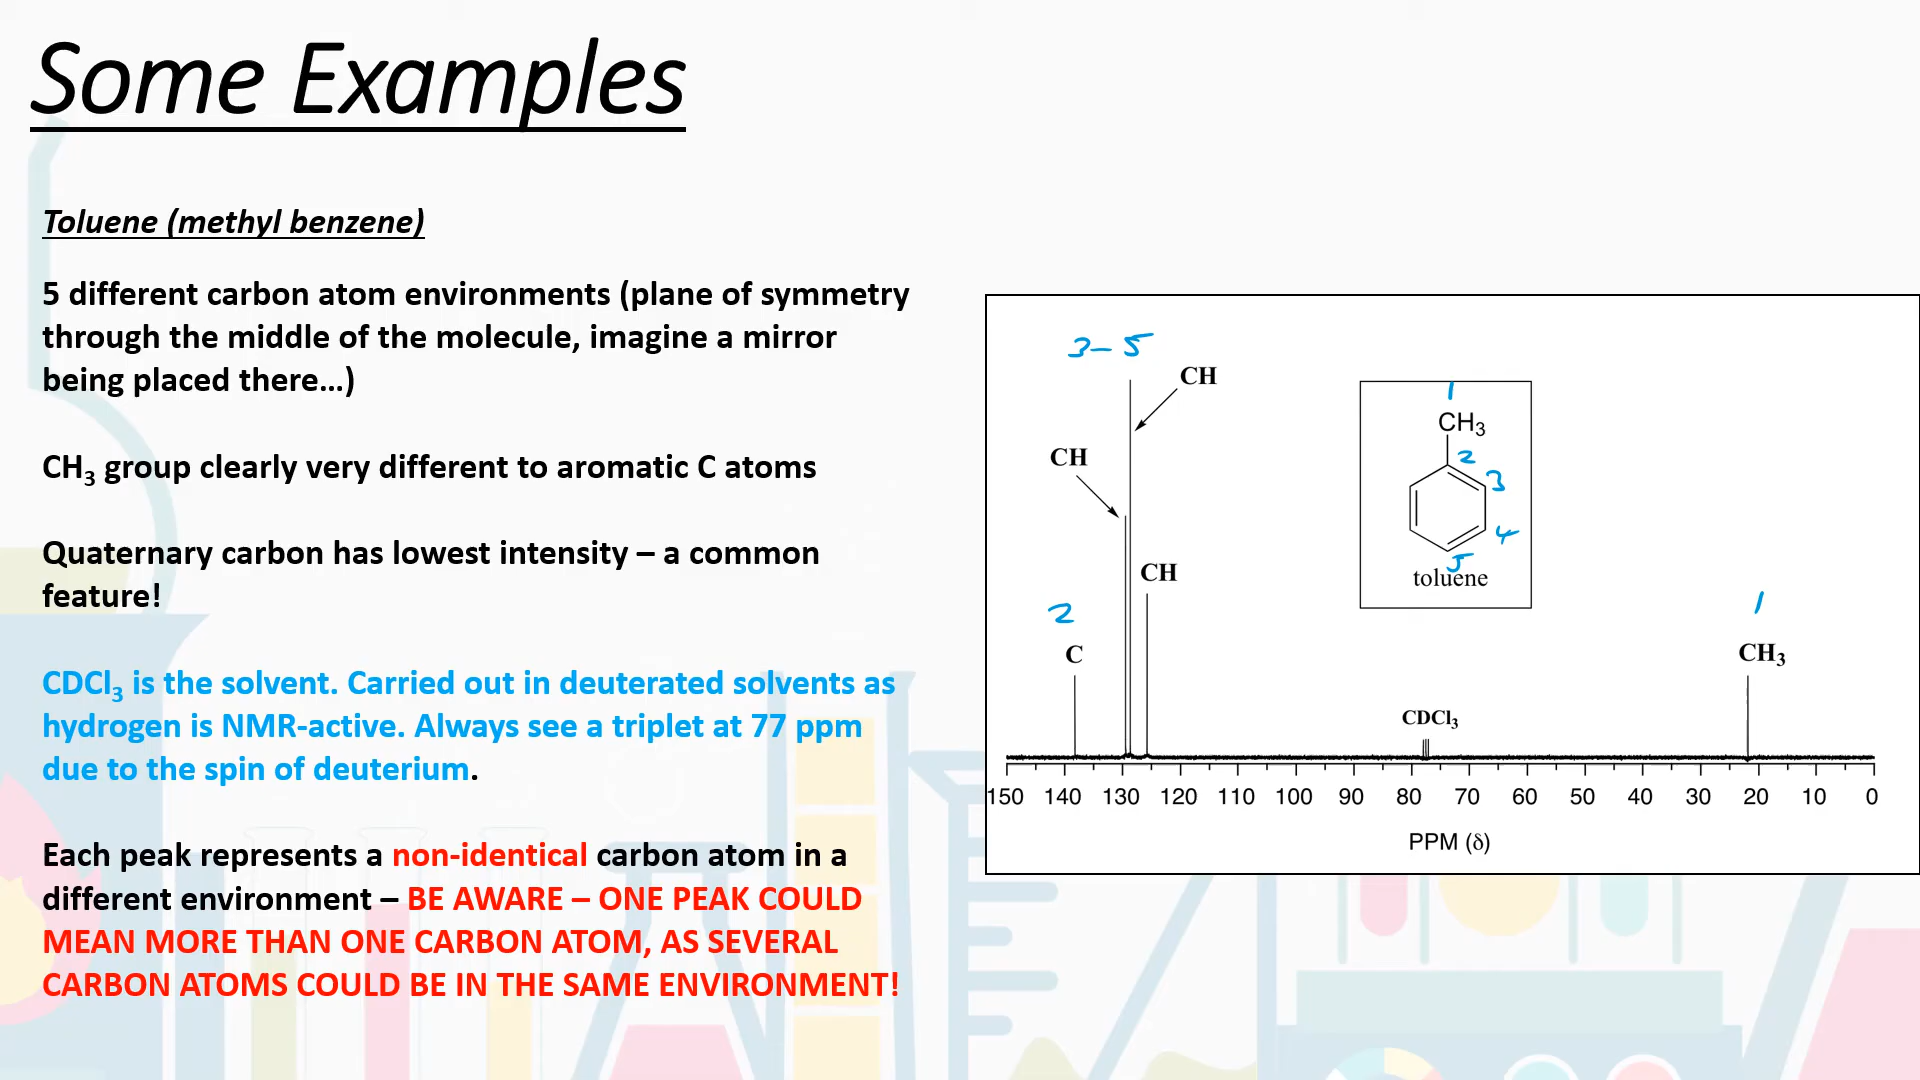 Some Examples
Toluene (methyl benzene)
5 different carbon atom environments (plane of symmetry
through the middle of the molecule, imagine a mirror
being placed there…)
CH₃ group clearly very different to aromatic C atoms
Quaternary carbon has lowest intensity – a common
feature!
CDCl₃ is the solvent. Carried out in deuterated solvents as
hydrogen is NMR-active. Always see a triplet at 77 ppm
due to the spin of deuterium.
Each peak represents a non-identical carbon atom in a
different environment – BE AWARE – ONE PEAK COULD
MEAN MORE THAN ONE CARBON ATOM, AS SEVERAL
CARBON ATOMS COULD BE IN THE SAME ENVIRONMENT!
3-5
CH
CH
CH
2
C
1
CH₃
2
3
4
5
toluene
CDCl₃
1
CH₃
150 140 130 120 110 100 90 80 70 60 50 40 30 20 10 0
PPM (δ)